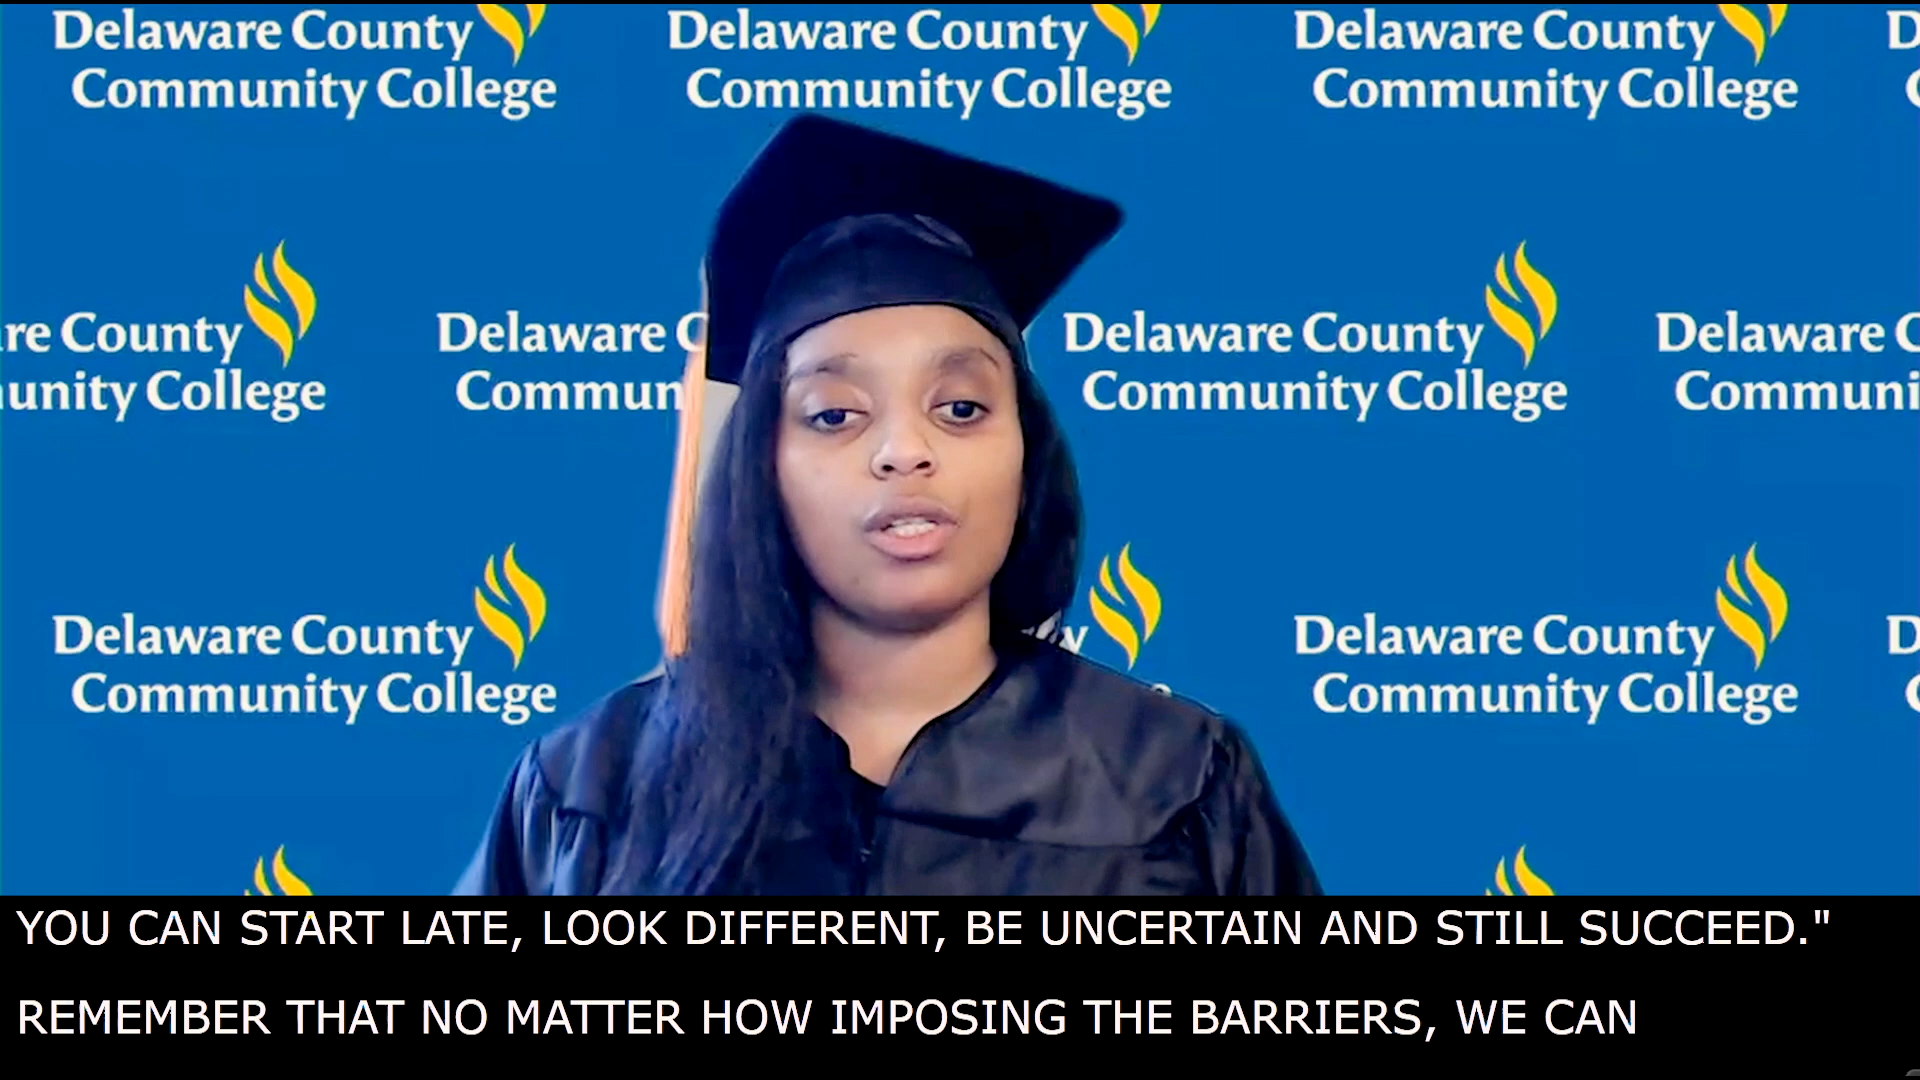 Delaware County
Community College
Delaware County
Community College
Delaware County
Community College
D
C
re County
unity College
Delaware C
Commun
Delaware County
Community College
Delaware C
Communi
Delaware County
Community College
y
Delaware County
Community College
D
C
YOU CAN START LATE, LOOK DIFFERENT, BE UNCERTAIN AND STILL SUCCEED."
REMEMBER THAT NO MATTER HOW IMPOSING THE BARRIERS, WE CAN